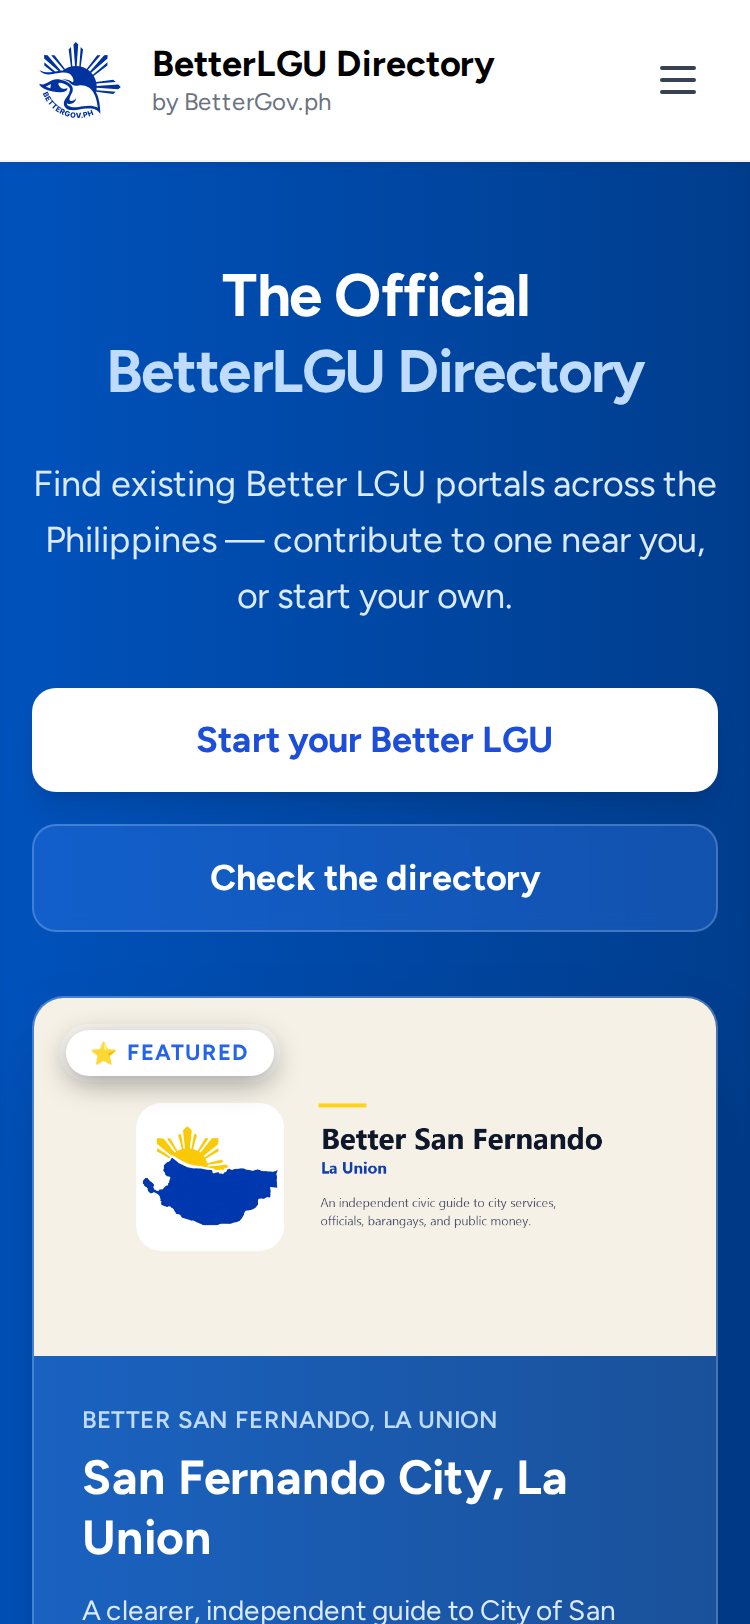 BETTERGOV.PH
BetterLGU Directory
by BetterGov.ph
The Official
BetterLGU Directory
Find existing Better LGU portals across the
Philippines — contribute to one near you,
or start your own.
Start your Better LGU
Check the directory
⭐ FEATURED
Better San Fernando
La Union
An independent civic guide to city services,
officials, barangays, and public money.
BETTER SAN FERNANDO, LA UNION
San Fernando City, La
Union
A clearer, independent guide to City of San